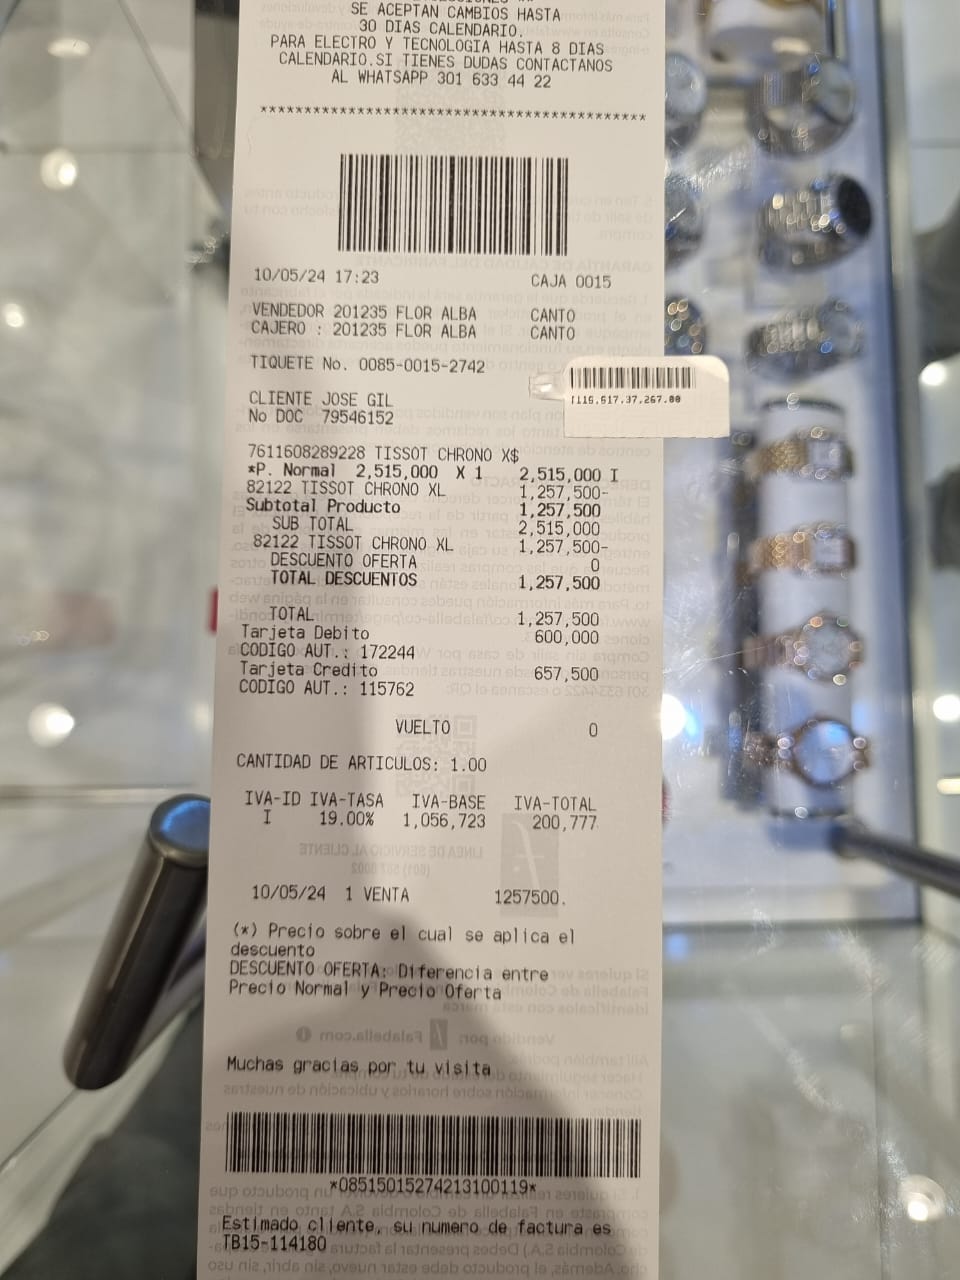 SE ACEPTAN CAMBIOS HASTA
30 DIAS CALENDARIO.
PARA ELECTRO Y TECNOLOGIA HASTA 8 DIAS
CALENDARIO.SI TIENES DUDAS CONTACTANOS
AL WHATSAPP 301 633 44 22
**********************************************
10/05/24 17:23 CAJA 0015
VENDEDOR 201235 FLOR ALBA CANTO
CAJERO : 201235 FLOR ALBA CANTO
TIQUETE No. 0085-0015-2742
T116.617.37.267.00
CLIENTE JOSE GIL
No DOC 79546152
7611608289228 TISSOT CHRONO X$
*P. Normal 2,515,000 X 1 2,515,000 I
82122 TISSOT CHRONO XL 1,257,500-
Subtotal Producto 1,257,500
SUB TOTAL 2,515,000
82122 TISSOT CHRONO XL 1,257,500-
DESCUENTO OFERTA 0
TOTAL DESCUENTOS 1,257,500
TOTAL 1,257,500
Tarjeta Debito 600,000
CODIGO AUT.: 172244
Tarjeta Credito 657,500
CODIGO AUT.: 115762
VUELTO 0
CANTIDAD DE ARTICULOS: 1.00
IVA-ID IVA-TASA IVA-BASE IVA-TOTAL
I 19.00% 1,056,723 200,777
10/05/24 1 VENTA 1257500.
(*) Precio sobre el cual se aplica el
descuento
DESCUENTO OFERTA: Diferencia entre
Precio Normal y Precio Oferta
Muchas gracias por tu visita
*08515015274213100119*
Estimado cliente, su numero de factura es
TB15-114180